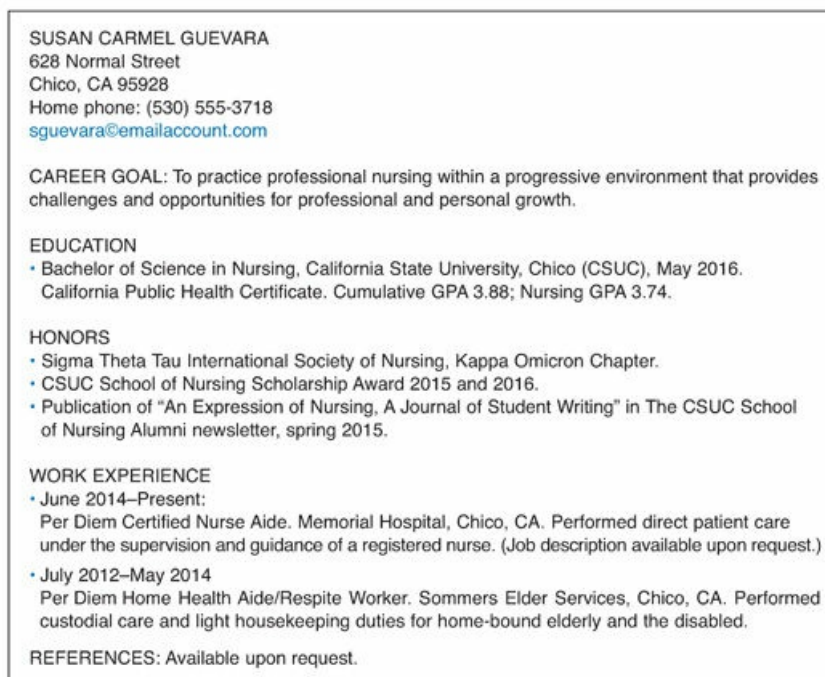 SUSAN CARMEL GUEVARA
628 Normal Street
Chico, CA 95928
Home phone: (530) 555-3718
sguevara@emailaccount.com
CAREER GOAL: To practice professional nursing within a progressive environment that provides
challenges and opportunities for professional and personal growth.
EDUCATION
• Bachelor of Science in Nursing, California State University, Chico (CSUC), May 2016.
California Public Health Certificate. Cumulative GPA 3.88; Nursing GPA 3.74.
HONORS
• Sigma Theta Tau International Society of Nursing, Kappa Omicron Chapter.
• CSUC School of Nursing Scholarship Award 2015 and 2016.
• Publication of “An Expression of Nursing, A Journal of Student Writing” in The CSUC School
of Nursing Alumni newsletter, spring 2015.
WORK EXPERIENCE
• June 2014–Present:
Per Diem Certified Nurse Aide. Memorial Hospital, Chico, CA. Performed direct patient care
under the supervision and guidance of a registered nurse. (Job description available upon request.)
• July 2012–May 2014
Per Diem Home Health Aide/Respite Worker. Sommers Elder Services, Chico, CA. Performed
custodial care and light housekeeping duties for home-bound elderly and the disabled.
REFERENCES: Available upon request.